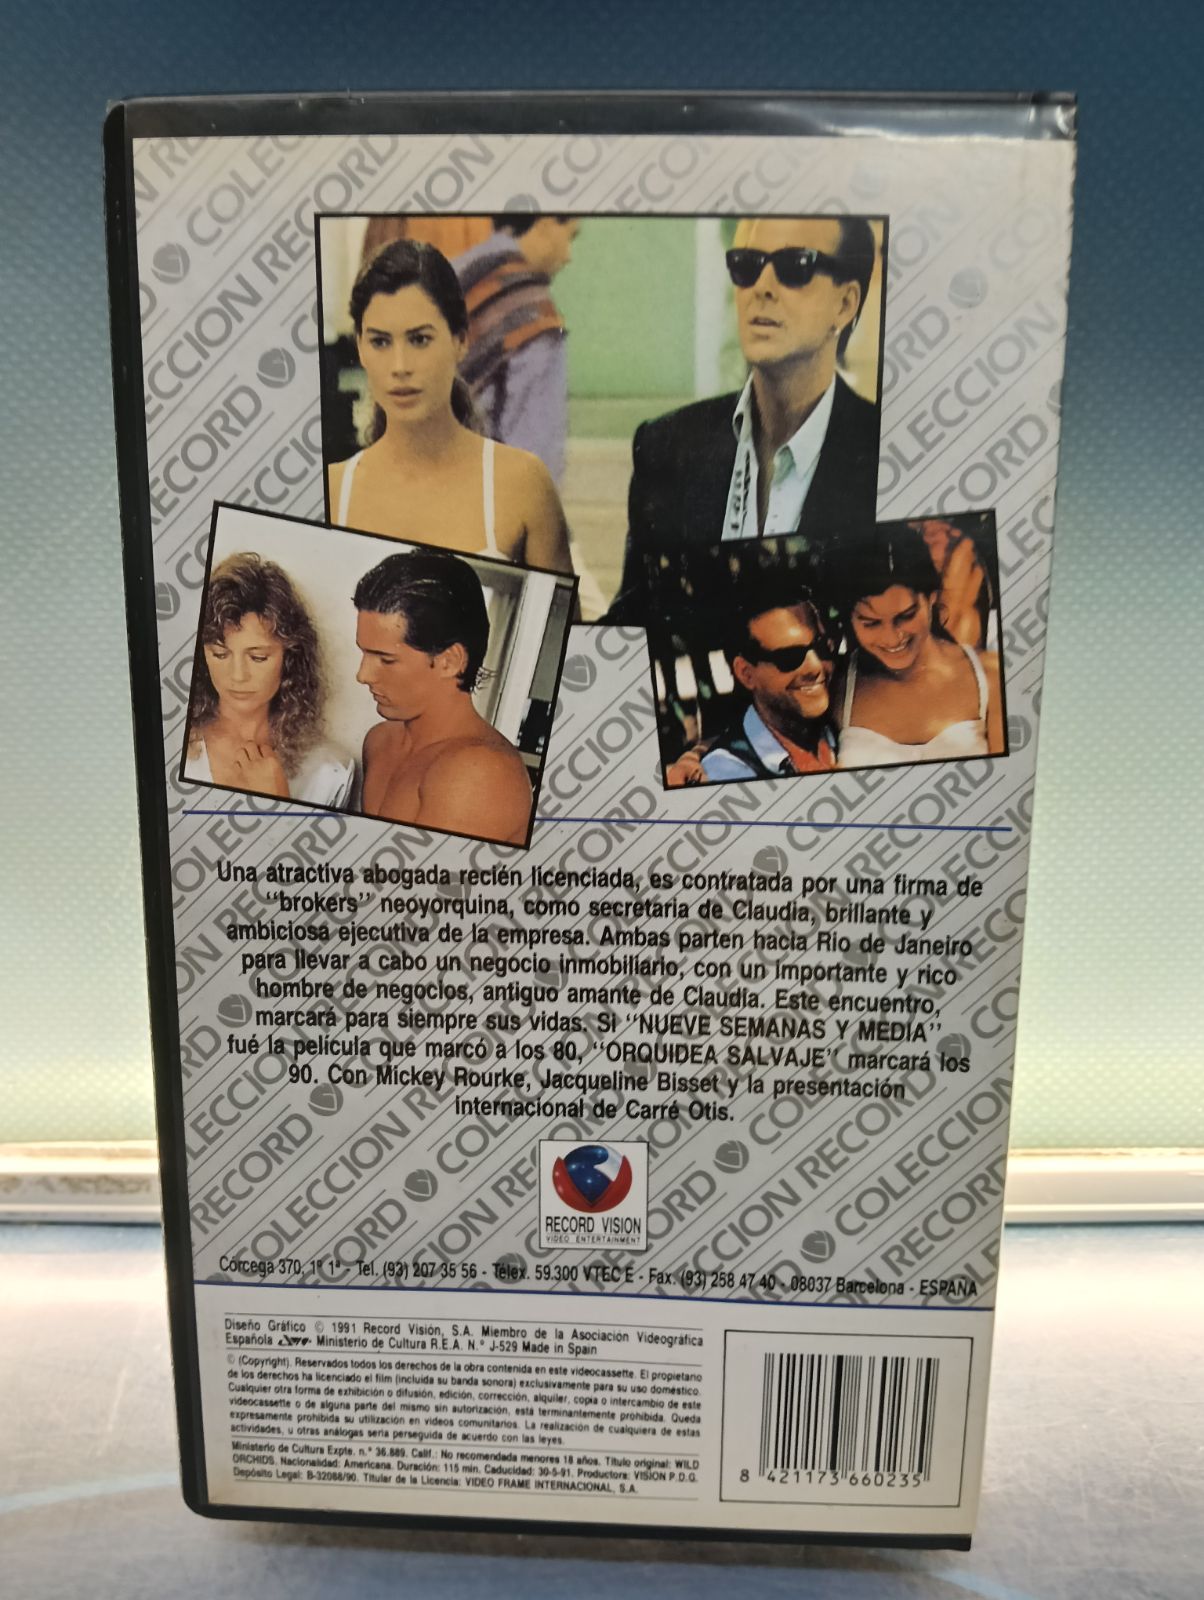 COLECCION RECORD
Una atractiva abogada recién licenciada, es contratada por una firma de
"brokers" neoyorquina, como secretaria de Claudia, brillante y
ambiciosa ejecutiva de la empresa. Ambas parten hacia Rio de Janeiro
para llevar a cabo un negocio inmobiliario, con un importante y rico
hombre de negocios, antiguo amante de Claudia. Este encuentro,
marcará para siempre sus vidas. Si "NUEVE SEMANAS Y MEDIA"
fué la película que marcó a los 80, "ORQUIDEA SALVAJE" marcará los
90. Con Mickey Rourke, Jacqueline Bisset y la presentación
internacional de Carré Otis.
RECORD VISION
VIDEO ENTERTAINMENT
Córcega 370, 1º 1ª - Tel. (93) 207 35 56 - Télex. 59.300 VTEC E - Fax. (93) 258 47 40 - 08037 Barcelona - ESPAÑA
Diseño Gráfico © 1991 Record Visión, S.A. Miembro de la Asociación Videográfica
Española Ministerio de Cultura R.E.A. N.º J-529 Made in Spain
© (Copyright). Reservados todos los derechos de la obra contenida en este videocassette. El propietario
de los derechos ha licenciado el film (incluida su banda sonora) exclusivamente para su uso doméstico.
Cualquier otra forma de exhibición o difusión, edición, corrección, alquiler, copia o intercambio de este
videocassette o de alguna parte del mismo sin autorización, está terminantemente prohibida. Queda
expresamente prohibida su utilización en videos comunitarios. La realización de cualquiera de estas
actividades, u otras análogas sería perseguida de acuerdo con las leyes.
Ministerio de Cultura Expte. n.º 36.889. Calif.: No recomendada menores 18 años. Título original: WILD
ORCHIDS. Nacionalidad: Americana. Duración: 115 min. Caducidad: 30-5-91. Productora: VISION P.D.G.
Depósito Legal: B-32088/90. Titular de la Licencia: VIDEO FRAME INTERNACIONAL, S.A.
8 421173 660235